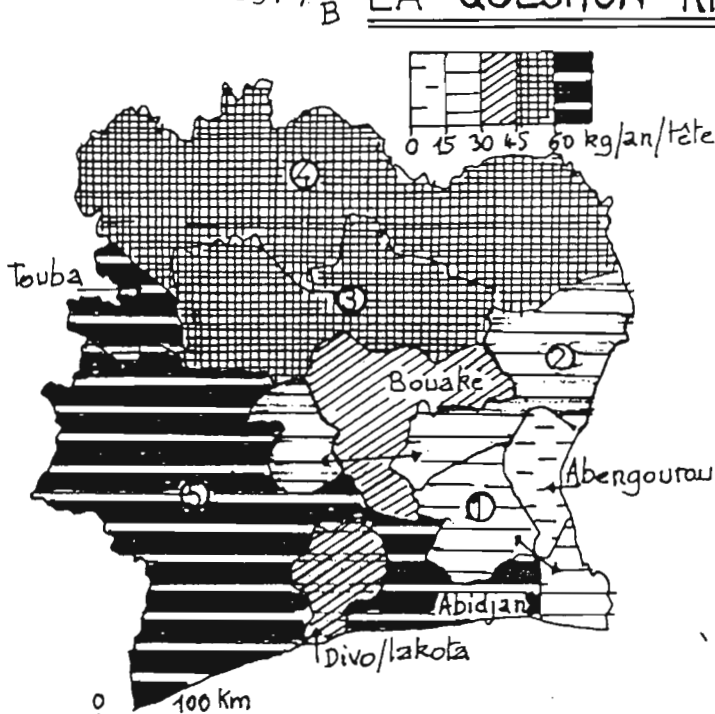 B LA QUESTION
0 15 30 45 60 kg/an/tête
4
Touba
3
2
Bouake
Abengourou
5
1
Abidjan
Divo/lakota
0 100 Km